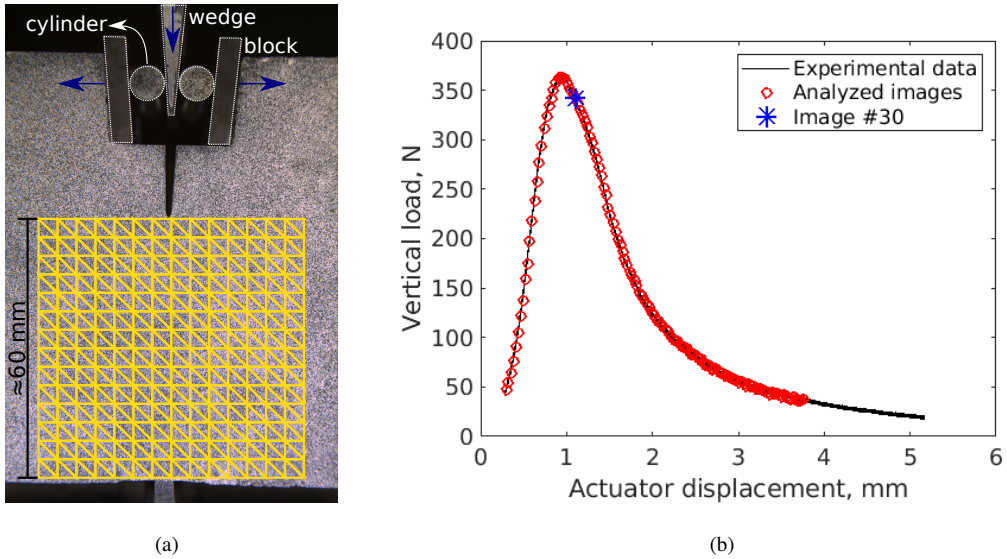 cylinder
wedge
block
≈60 mm
(a)
400
350
300
250
200
150
100
50
0
Vertical load, N
Experimental data
Analyzed images
Image #30
0 1 2 3 4 5 6
Actuator displacement, mm
(b)